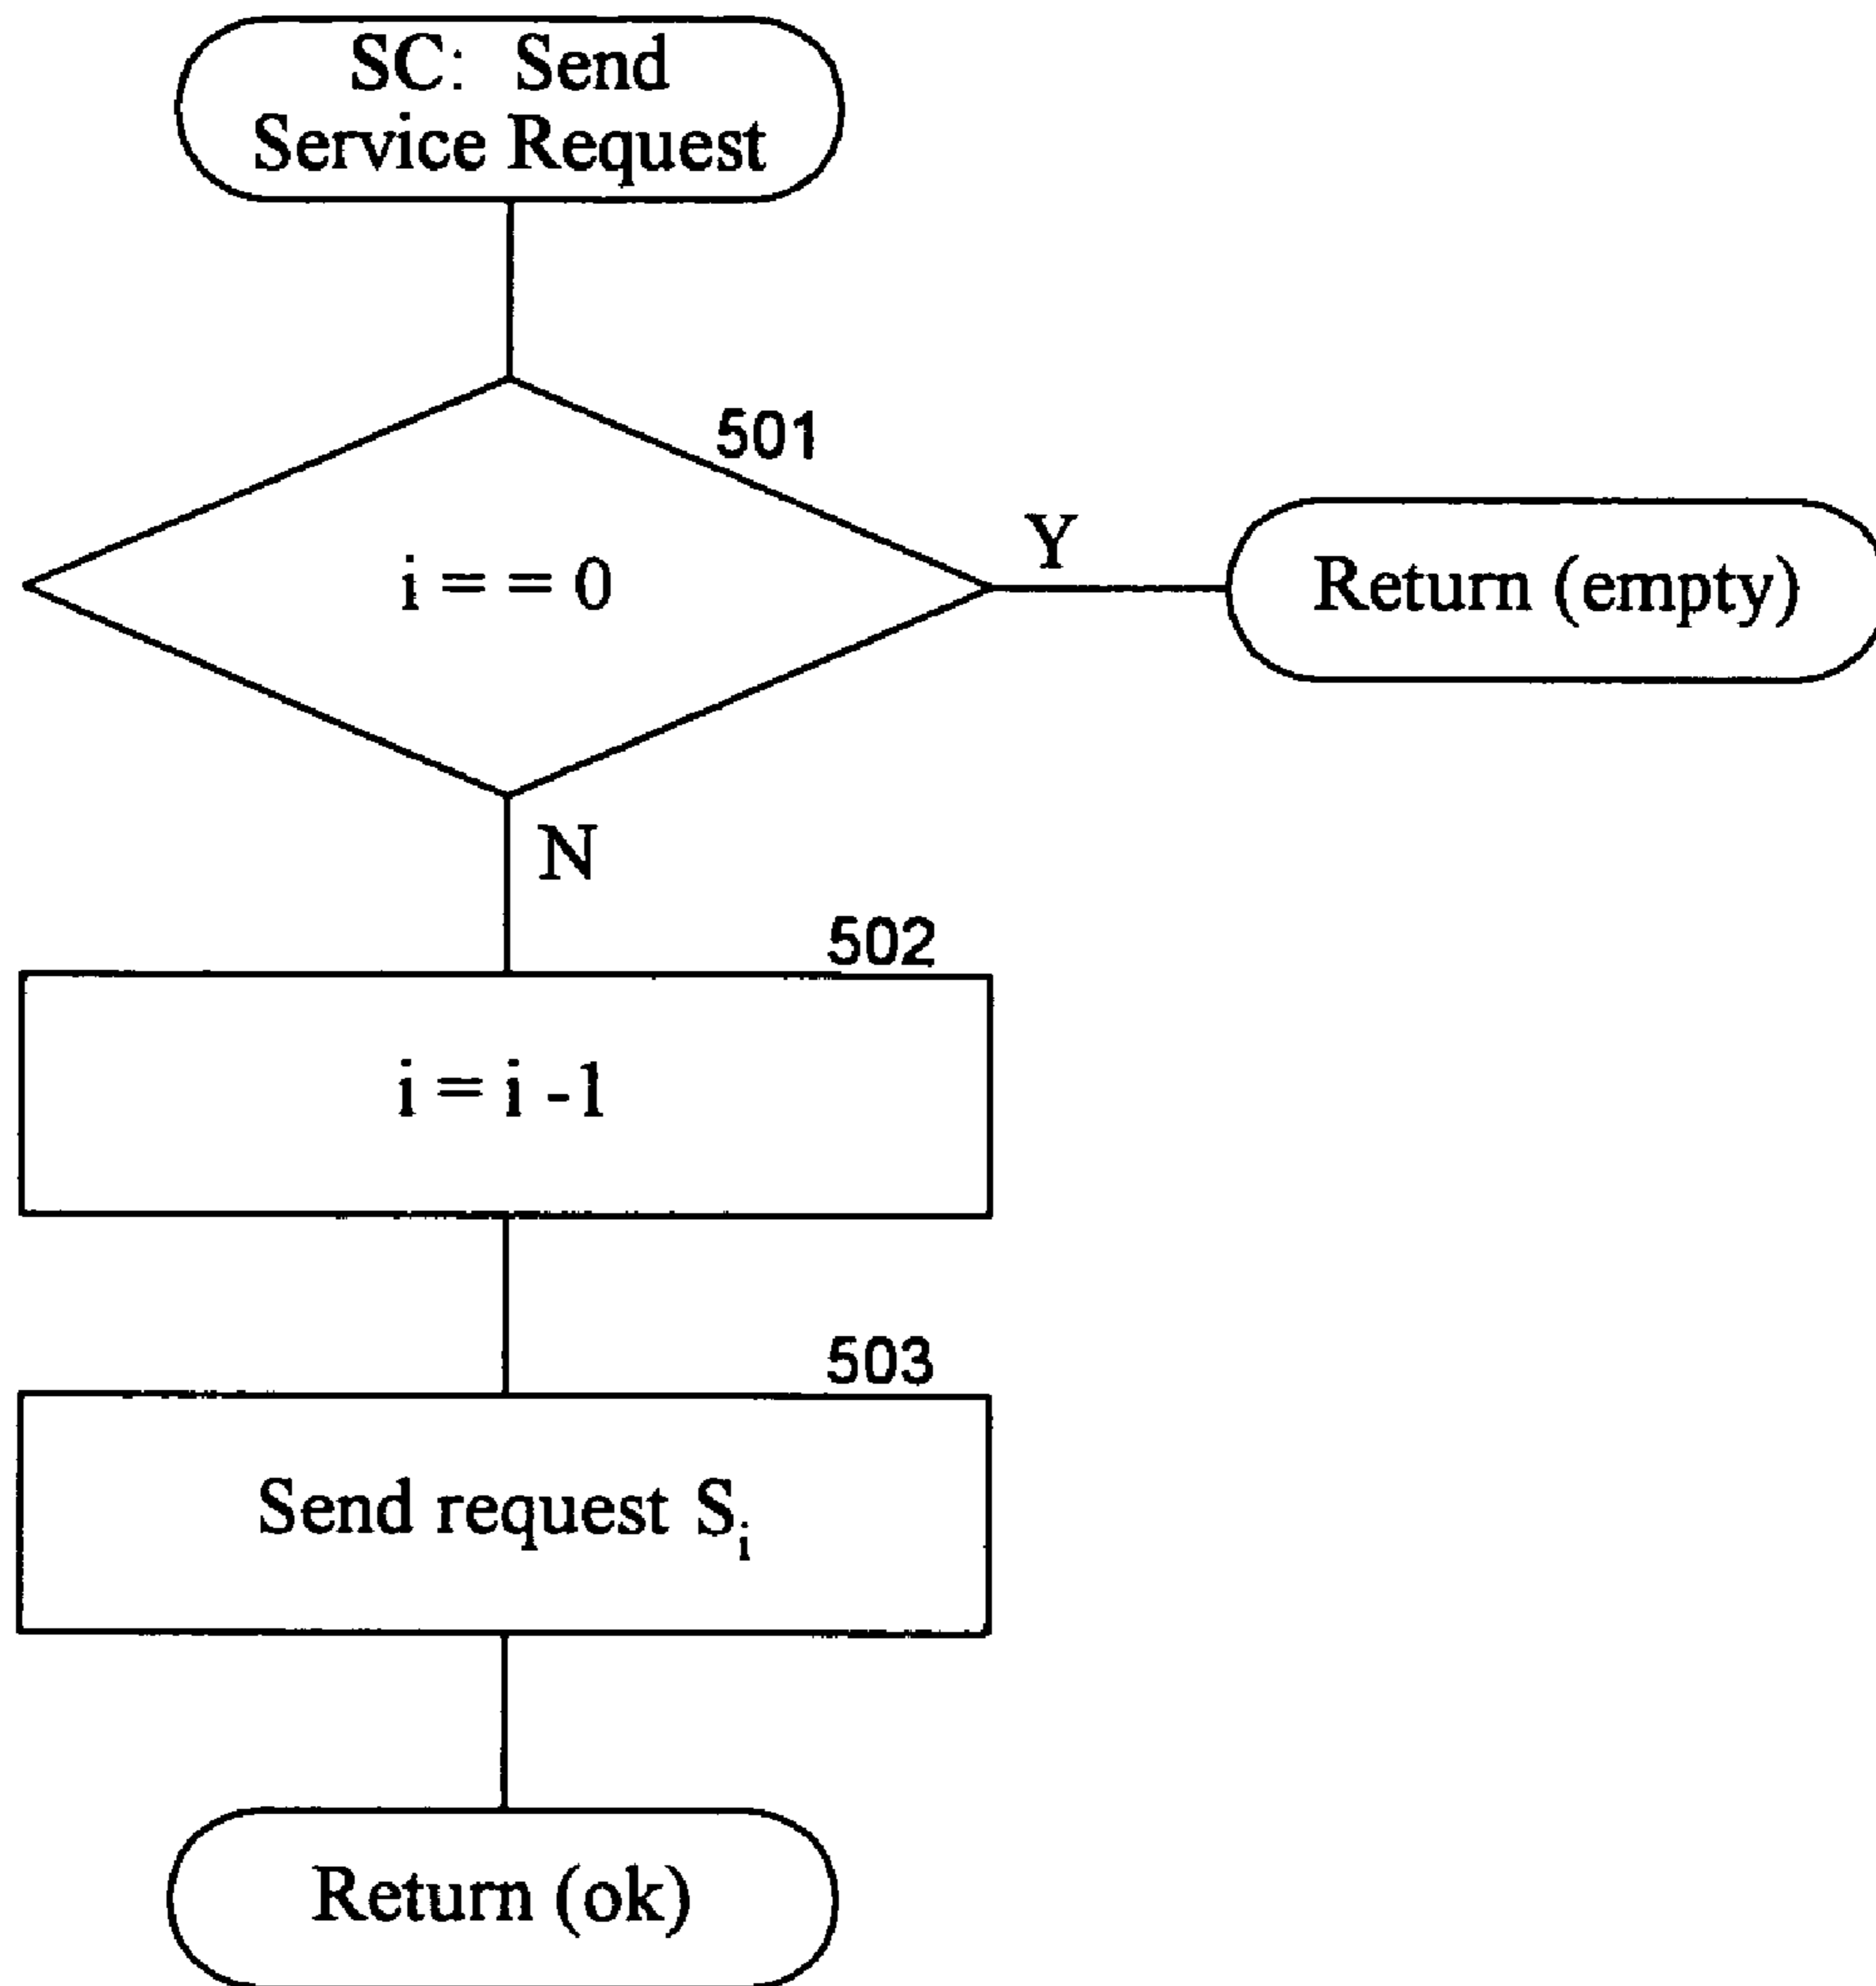 SC: Send
Service Request
501
i = = 0
Y
Return (empty)
N
502
i = i -1
503
Send request Si
Return (ok)